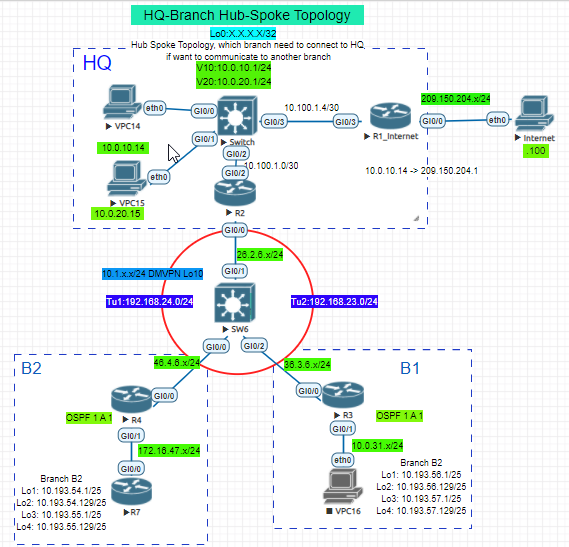 HQ-Branch Hub-Spoke Topology
Lo0:X.X.X.X/32
Hub Spoke Topology, which branch need to connect to HQ,
if want to communicate to another branch
HQ
V10:10.0.10.1/24
V20:10.0.20.1/24
VPC14
eth0
GI0/0
10.0.10.14
GI0/1
Switch
GI0/3
10.100.1.4/30
GI0/3
R1_Internet
209.150.204.x/24
GI0/0
eth0
Internet
.100
VPC15
eth0
10.0.20.15
GI0/2
10.100.1.0/30
GI0/2
R2
10.0.10.14 -> 209.150.204.1
GI0/0
26.2.6.x/24
GI0/1
10.1.x.x/24 DMVPN Lo10
Tu1:192.168.24.0/24
Tu2:192.168.23.0/24
SW6
GI0/0
GI0/2
46.4.6.x/24
36.3.6.x/24
B2
R4
GI0/0
OSPF 1 A 1
GI0/1
172.16.47.x/24
GI0/0
R7
Branch B2
Lo1: 10.193.54.1/25
Lo2: 10.193.54.129/25
Lo3: 10.193.55.1/25
Lo4: 10.193.55.129/25
B1
GI0/0
R3
OSPF 1 A 1
GI0/1
10.0.31.x/24
eth0
VPC16
Branch B2
Lo1: 10.193.56.1/25
Lo2: 10.193.56.129/25
Lo3: 10.193.57.1/25
Lo4: 10.193.57.129/25